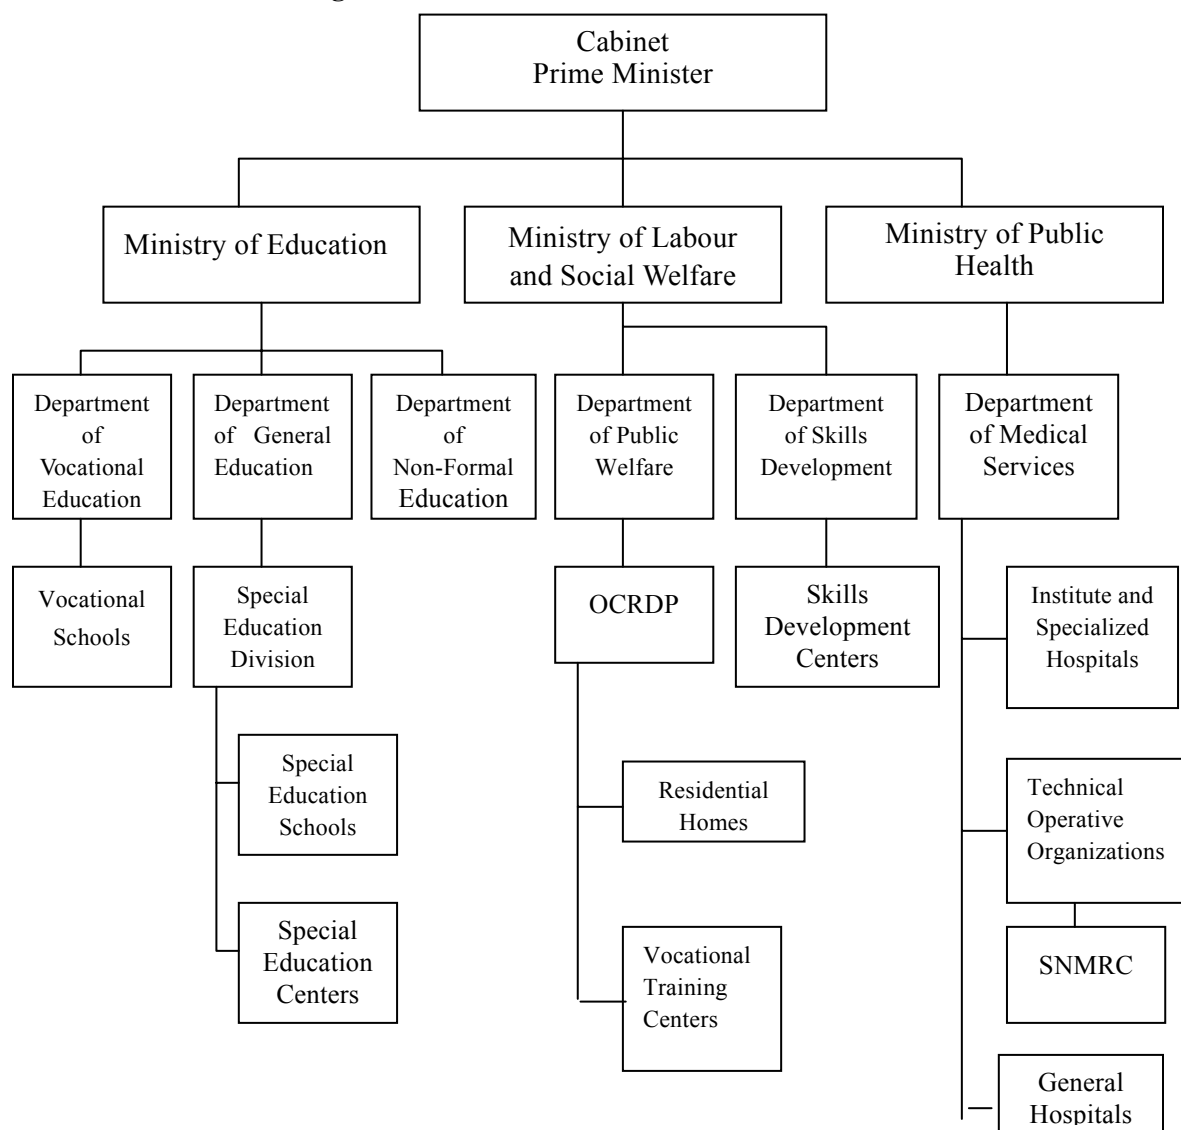 Cabinet
Prime Minister
Ministry of Education
Ministry of Labour
and Social Welfare
Ministry of Public
Health
Department
of
Vocational
Education
Department
of General
Education
Department
of
Non-Formal
Education
Department
of Public
Welfare
Department
of Skills
Development
Department
of Medical
Services
Vocational
Schools
Special
Education
Division
OCRDP
Skills
Development
Centers
Institute and
Specialized
Hospitals
Special
Education
Schools
Residential
Homes
Technical
Operative
Organizations
Special
Education
Centers
Vocational
Training
Centers
SNMRC
General
Hospitals